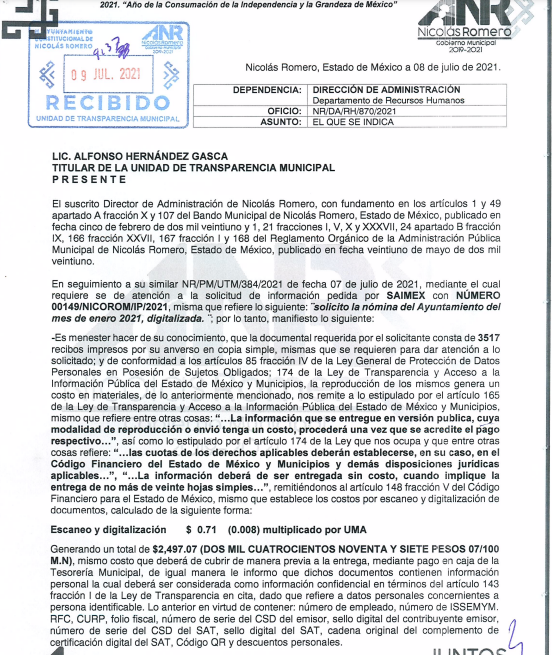 2021. "Año de la Consumación de la Independencia y la Grandeza de México"
AYUNTAMIENTO
CONSTITUCIONAL DE
NICOLÁS ROMERO
ANR
Nicolás Romero
Gobierno Municipal
2019-2021
09 JUL. 2021
RECIBIDO
UNIDAD DE TRANSPARENCIA MUNICIPAL
ANR
Nicolás Romero
Gobierno Municipal
2019-2021
Nicolás Romero, Estado de México a 08 de julio de 2021.
DEPENDENCIA: DIRECCIÓN DE ADMINISTRACIÓN
Departamento de Recursos Humanos
OFICIO: NR/DA/RH/870/2021
ASUNTO: EL QUE SE INDICA
LIC. ALFONSO HERNÁNDEZ GASCA
TITULAR DE LA UNIDAD DE TRANSPARENCIA MUNICIPAL
P R E S E N T E
El suscrito Director de Administración de Nicolás Romero, con fundamento en los artículos 1 y 49
apartado A fracción X y 107 del Bando Municipal de Nicolás Romero, Estado de México, publicado en
fecha cinco de febrero de dos mil veintiuno y 1, 21 fracciones I, V, X y XXXVII, 24 apartado B fracción
IX, 166 fracción XXVII, 167 fracción I y 168 del Reglamento Orgánico de la Administración Pública
Municipal de Nicolás Romero, Estado de México, publicado en fecha veintiuno de mayo de dos mil
veintiuno.
En seguimiento a su similar NR/PM/UTM/384/2021 de fecha 07 de julio de 2021, mediante el cual
requiere se de atención a la solicitud de información pedida por SAIMEX con NÚMERO
00149/NICOROM/IP/2021, misma que refiere lo siguiente: "solicito la nómina del Ayuntamiento del
mes de enero 2021, digitalizada. "; por lo tanto, manifiesto lo siguiente:
-Es menester hacer de su conocimiento, que la documental requerida por el solicitante consta de 3517
recibos impresos por su anverso en copia simple, mismas que se requieren para dar atención a lo
solicitado; y de conformidad a los artículos 85 fracción IV de la Ley General de Protección de Datos
Personales en Posesión de Sujetos Obligados; 174 de la Ley de Transparencia y Acceso a la
Información Pública del Estado de México y Municipios, la reproducción de los mismos genera un
costo en materiales, de lo anteriormente mencionado, nos remite a lo estipulado por el artículo 165
de la Ley de Transparencia y Acceso a la Información Pública del Estado de México y Municipios,
mismo que refiere entre otras cosas: "…La información que se entregue en versión publica, cuya
modalidad de reproducción o envió tenga un costo, procederá una vez que se acredite el pago
respectivo…", así como lo estipulado por el artículo 174 de la Ley que nos ocupa y que entre otras
cosas refiere: "…las cuotas de los derechos aplicables deberán establecerse, en su caso, en el
Código Financiero del Estado de México y Municipios y demás disposiciones jurídicas
aplicables…", "…La información deberá de ser entregada sin costo, cuando implique la
entrega de no más de veinte hojas simples…", remitiéndonos al artículo 148 fracción V del Código
Financiero para el Estado de México, mismo que establece los costos por escaneo y digitalización de
documentos, calculado de la siguiente forma:
Escaneo y digitalización $ 0.71 (0.008) multiplicado por UMA
Generando un total de $2,497.07 (DOS MIL CUATROCIENTOS NOVENTA Y SIETE PESOS 07/100
M.N), mismo costo que deberá de cubrir de manera previa a la entrega, mediante pago en caja de la
Tesorería Municipal, de igual manera le informo que dichos documentos contienen información
personal la cual deberá ser considerada como información confidencial en términos del artículo 143
fracción I de la Ley de Transparencia en cita, dado que refiere a datos personales concernientes a
persona identificable. Lo anterior en virtud de contener: número de empleado, número de ISSEMYM.
RFC, CURP, folio fiscal, número de serie del CSD del emisor, sello digital del contribuyente emisor,
número de serie del CSD del SAT, sello digital del SAT, cadena original del complemento de
certificación digital del SAT, Código QR y descuentos personales.
JUNTOS